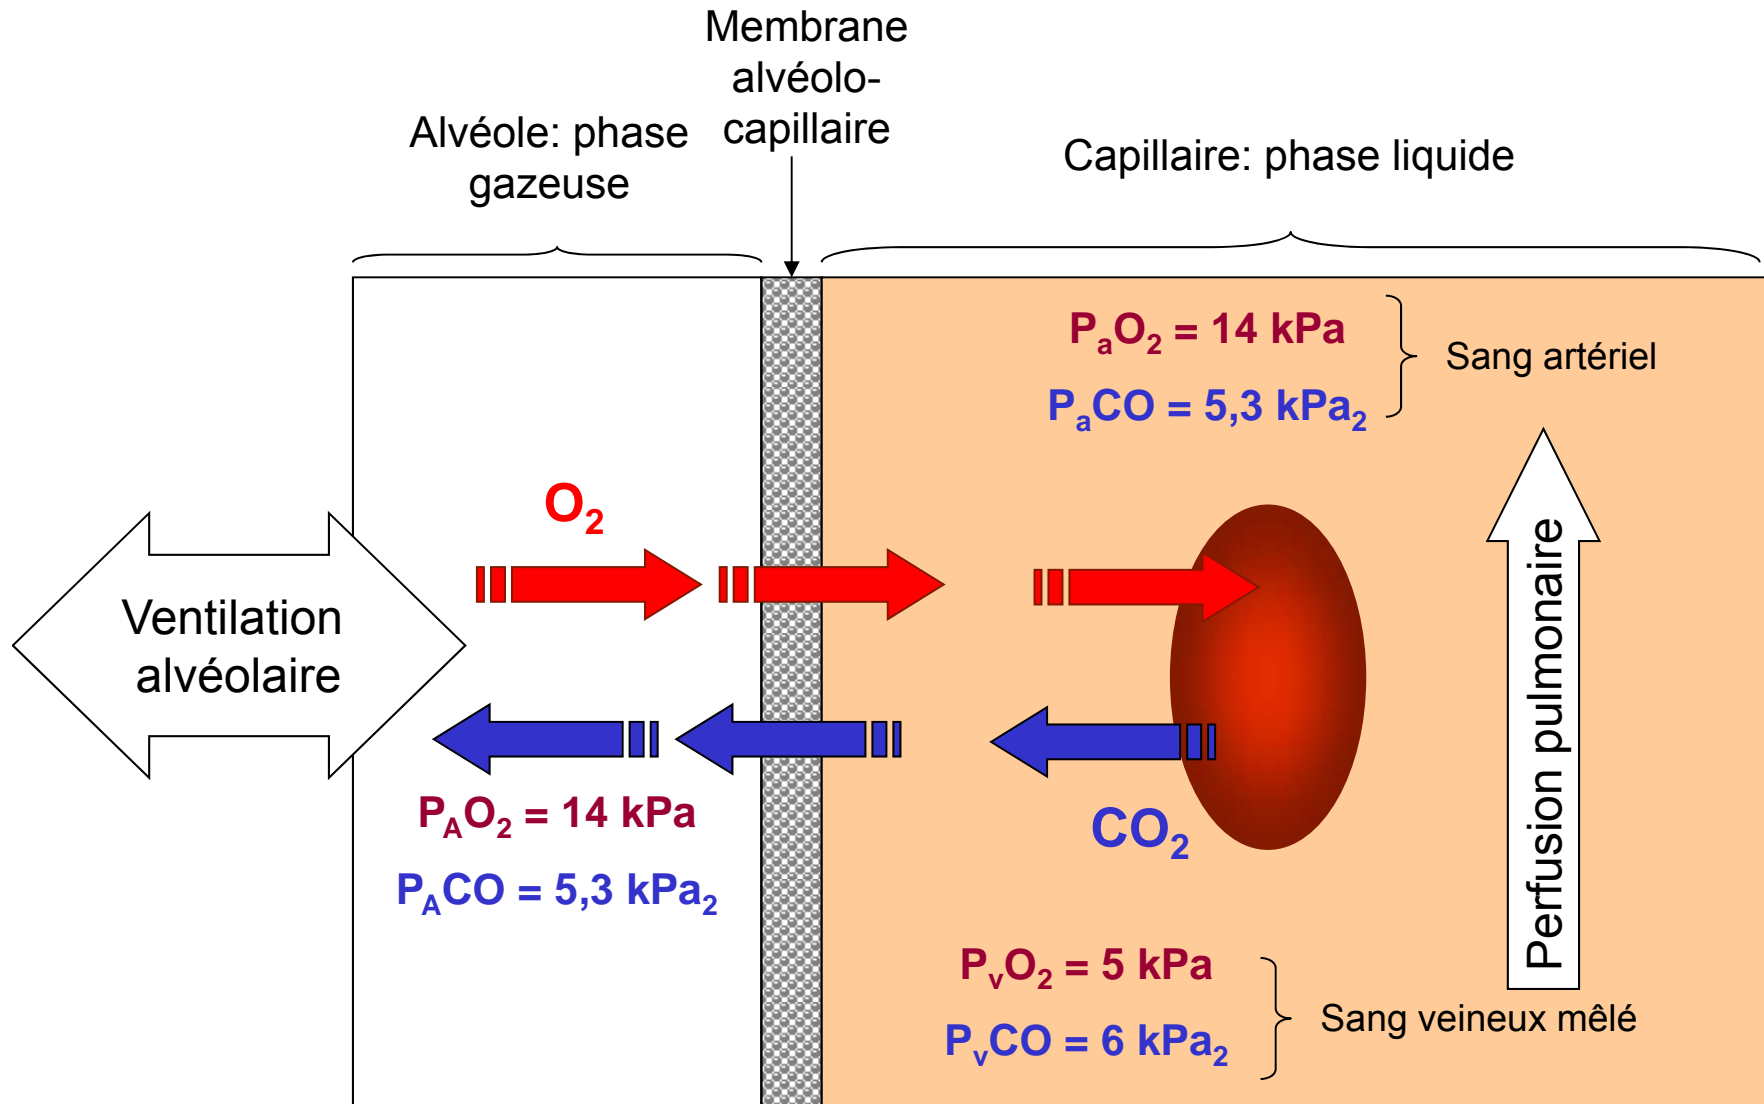 Membrane
alvéolo-
capillaire
Alvéole: phase
gazeuse
Capillaire: phase liquide
PₐO₂ = 14 kPa
PₐCO = 5,3 kPa₂
Sang artériel
O₂
Ventilation
alvéolaire
Perfusion pulmonaire
P_AO₂ = 14 kPa
P_ACO = 5,3 kPa₂
CO₂
PᵥO₂ = 5 kPa
PᵥCO = 6 kPa₂
Sang veineux mêlé